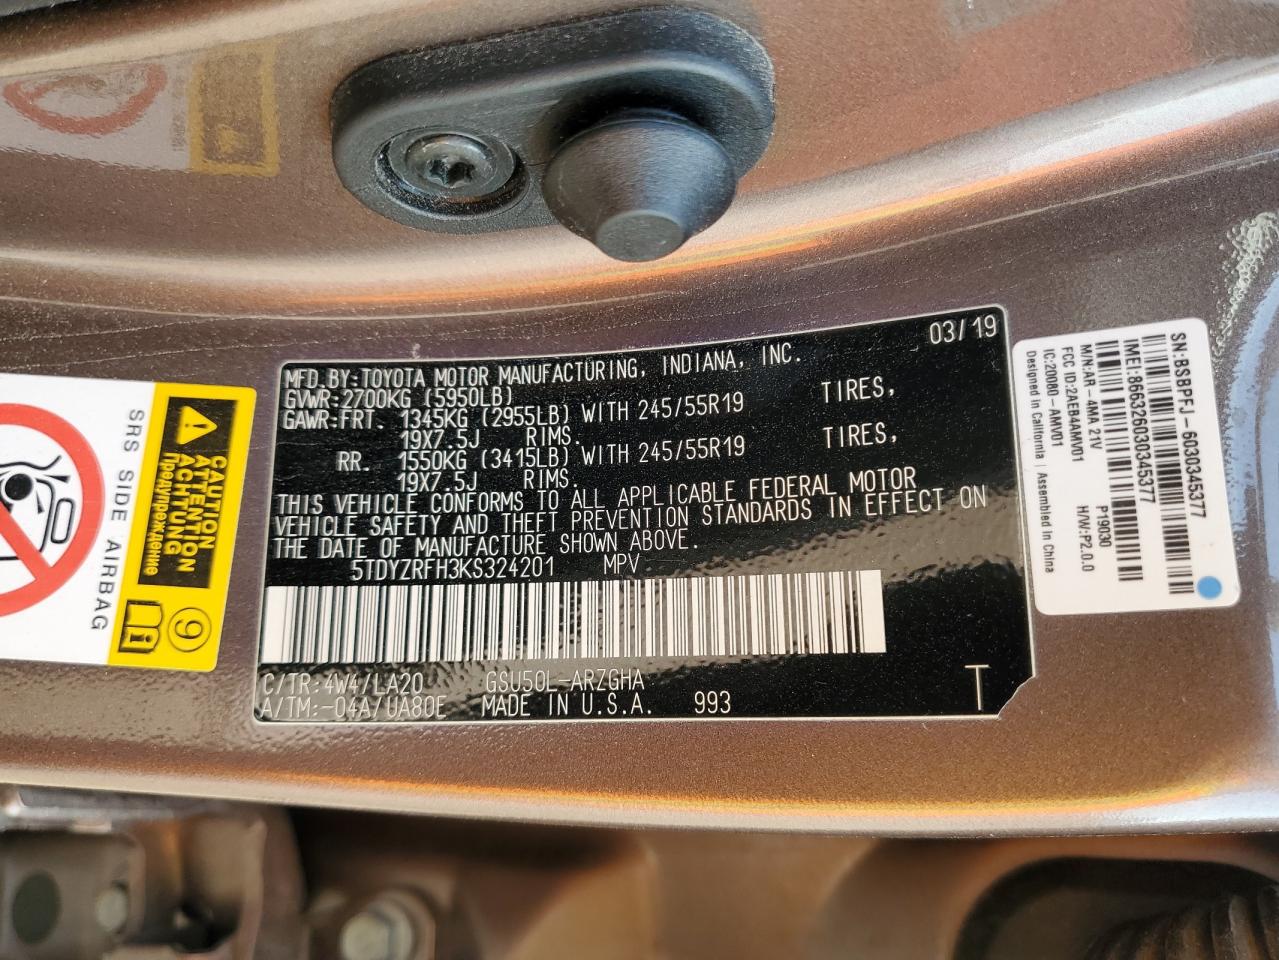 03/19
MFD.BY:TOYOTA MOTOR MANUFACTURING, INDIANA, INC.
GVWR:2700KG (5950LB)
GAWR:FRT. 1345KG (2955LB) WITH 245/55R19 TIRES,
19X7.5J RIMS.
RR. 1550KG (3415LB) WITH 245/55R19 TIRES,
19X7.5J RIMS.
THIS VEHICLE CONFORMS TO ALL APPLICABLE FEDERAL MOTOR
VEHICLE SAFETY AND THEFT PREVENTION STANDARDS IN EFFECT ON
THE DATE OF MANUFACTURE SHOWN ABOVE.
5TDYZRFH3KS324201 MPV
C/TR:4W4/LA20 GSU50L-ARZGHA
A/TM:-04A/UA80E MADE IN U.S.A. 993
T
CAUTION
ATTENTION
ACHTUNG
Предупреждение
9
SRS SIDE AIRBAG
SN:BSBPFJ-603034S377
IMEI:866326030345377
M/N:AR-4MA 21V P19030
FCC ID:2AEB4AMV01 H/W:P2.0.0
IC:20080-AMV01
Designed in California | Assembled in China